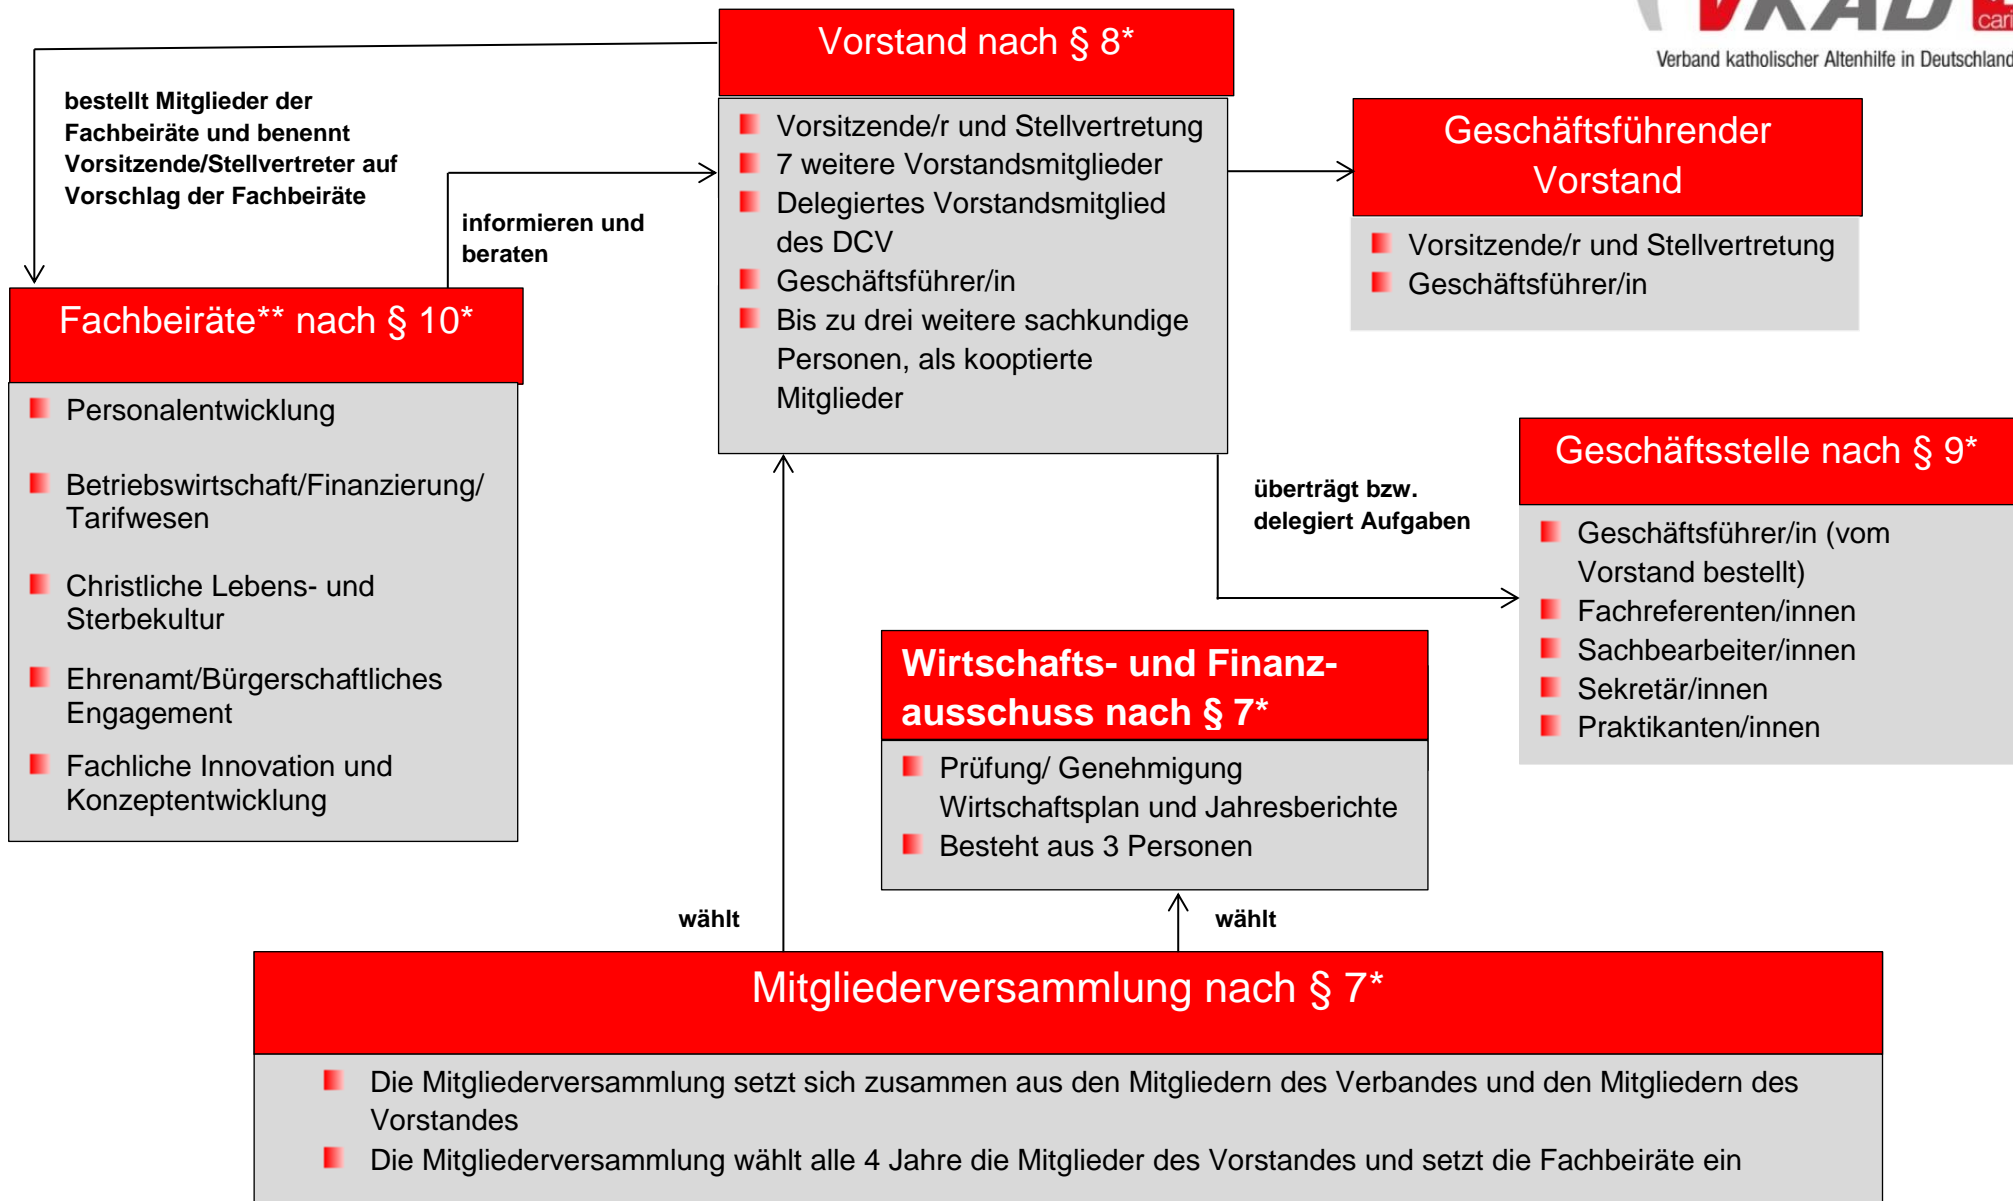 VKAD
cari
Verband katholischer Altenhilfe in Deutschland
Vorstand nach § 8*
Vorsitzende/r und Stellvertretung
7 weitere Vorstandsmitglieder
Delegiertes Vorstandsmitglied
des DCV
Geschäftsführer/in
Bis zu drei weitere sachkundige
Personen, als kooptierte
Mitglieder
bestellt Mitglieder der
Fachbeiräte und benennt
Vorsitzende/Stellvertreter auf
Vorschlag der Fachbeiräte
informieren und
beraten
Geschäftsführender
Vorstand
Vorsitzende/r und Stellvertretung
Geschäftsführer/in
Fachbeiräte** nach § 10*
Personalentwicklung
Betriebswirtschaft/Finanzierung/
Tarifwesen
Christliche Lebens- und
Sterbekultur
Ehrenamt/Bürgerschaftliches
Engagement
Fachliche Innovation und
Konzeptentwicklung
überträgt bzw.
delegiert Aufgaben
Geschäftsstelle nach § 9*
Geschäftsführer/in (vom
Vorstand bestellt)
Fachreferenten/innen
Sachbearbeiter/innen
Sekretär/innen
Praktikanten/innen
Wirtschafts- und Finanz-
ausschuss nach § 7*
Prüfung/ Genehmigung
Wirtschaftsplan und Jahresberichte
Besteht aus 3 Personen
wählt
wählt
Mitgliederversammlung nach § 7*
Die Mitgliederversammlung setzt sich zusammen aus den Mitgliedern des Verbandes und den Mitgliedern des
Vorstandes
Die Mitgliederversammlung wählt alle 4 Jahre die Mitglieder des Vorstandes und setzt die Fachbeiräte ein